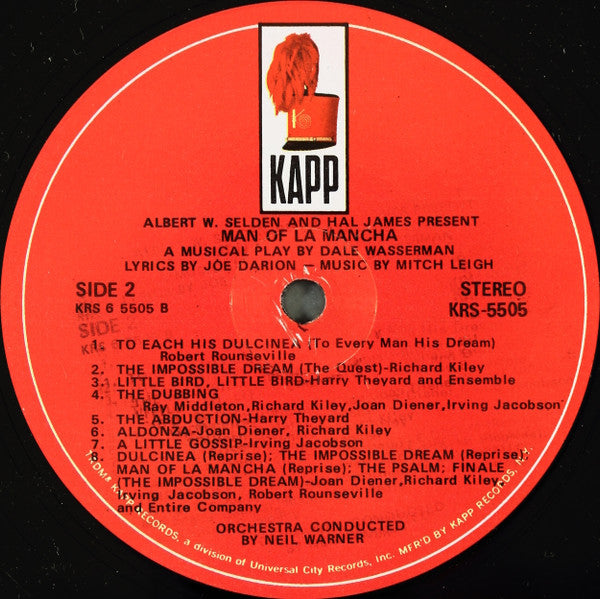 KAPP
ALBERT W. SELDEN AND HAL JAMES PRESENT
MAN OF LA MANCHA
A MUSICAL PLAY BY DALE WASSERMAN
LYRICS BY JOE DARION — MUSIC BY MITCH LEIGH
SIDE 2
KRS 6 5505 B
STEREO
KRS-5505
SIDE 2
1. TO EACH HIS DULCINEA (To Every Man His Dream)
Robert Rounseville
2. THE IMPOSSIBLE DREAM (The Quest)-Richard Kiley
3. LITTLE BIRD, LITTLE BIRD-Harry Theyard and Ensemble
4. THE DUBBING
Ray Middleton,Richard Kiley,Joan Diener,Irving Jacobson
5. THE ABDUCTION-Harry Theyard
6. ALDONZA-Joan Diener, Richard Kiley
7. A LITTLE GOSSIP-Irving Jacobson
8. DULCINEA (Reprise); THE IMPOSSIBLE DREAM (Reprise);
MAN OF LA MANCHA (Reprise); THE PSALM; FINALE
(THE IMPOSSIBLE DREAM)-Joan Diener,Richard Kiley,
Irving Jacobson, Robert Rounseville
and Entire Company
ORCHESTRA CONDUCTED
BY NEIL WARNER
KAPP RECORDS, a division of Universal City Records, Inc. MFR'D BY KAPP RECORDS, N.Y.